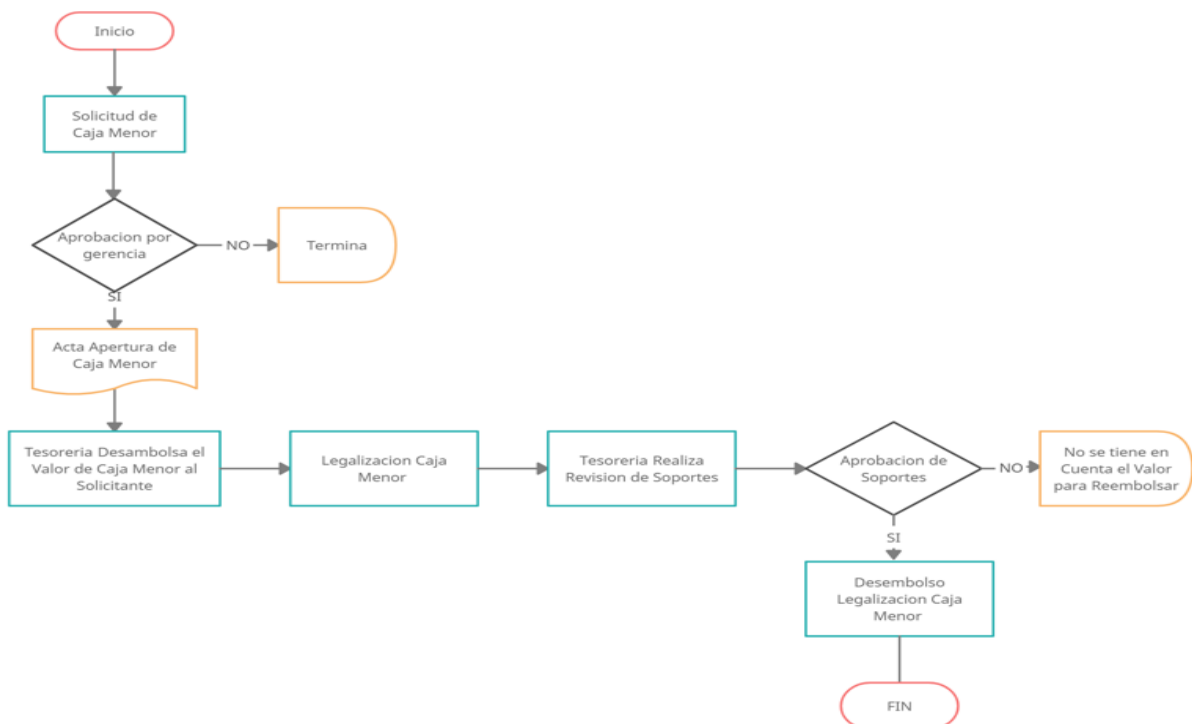 Inicio
Solicitud de
Caja Menor
Aprobacion por
gerencia
NO
Termina
SI
Acta Apertura de
Caja Menor
Tesoreria Desambolsa el
Valor de Caja Menor al
Solicitante
Legalizacion Caja
Menor
Tesoreria Realiza
Revision de Soportes
Aprobacion de
Soportes
NO
No se tiene en
Cuenta el Valor
para Reembolsar
SI
Desembolso
Legalizacion Caja
Menor
FIN